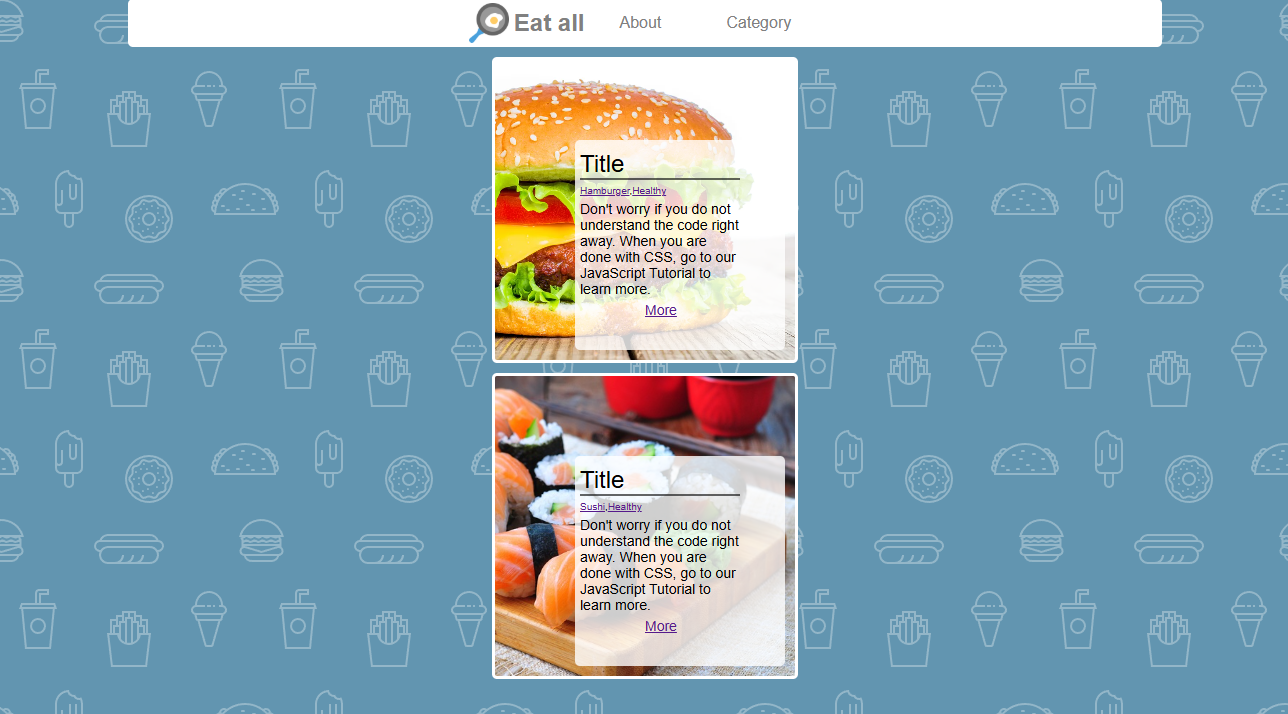 Eat all About Category
Title
Hamburger,Healthy
Don't worry if you do not
understand the code right
away. When you are
done with CSS, go to our
JavaScript Tutorial to
learn more.
More
Title
Sushi,Healthy
Don't worry if you do not
understand the code right
away. When you are
done with CSS, go to our
JavaScript Tutorial to
learn more.
More